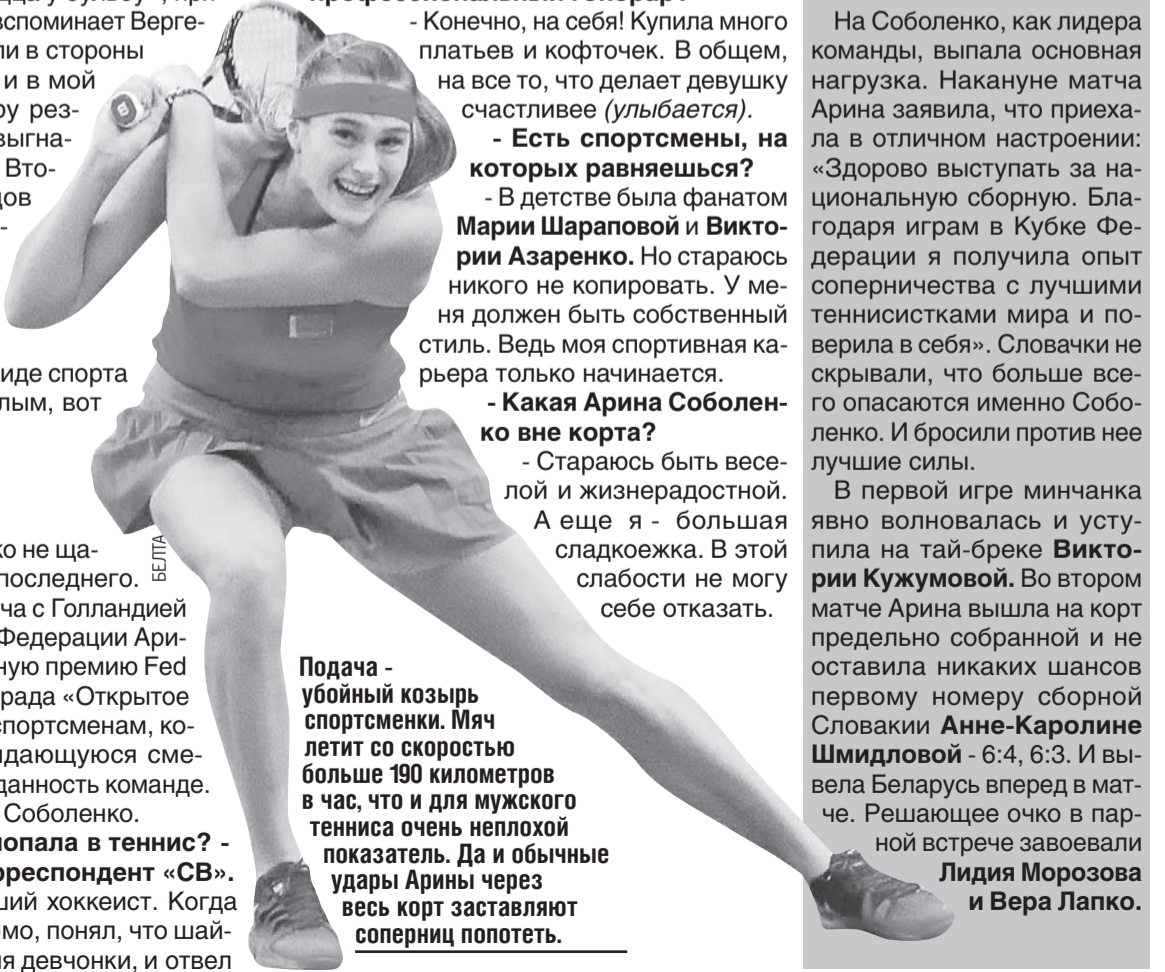 вспоминает Верге-
ли в стороны
и в мой
ру рез-
выгна-
Вто-
дов
-
иде спорта
лым, вот
ко не ща-
последнего.
ча с Голландией
Федерации Ари-
ную премию Fed
рада «Открытое
спортсменам, ко-
дающуюся сме-
данность команде.
Соболенко.
попала в теннис? -
рреспондент «СВ».
ший хоккеист. Когда
мо, понял, что шай-
я девчонки, и отвел
БЕЛТА
- Конечно, на себя! Купила много
платьев и кофточек. В общем,
на все то, что делает девушку
счастливее (улыбается).
- Есть спортсмены, на
которых равняешься?
- В детстве была фанатом
Марии Шараповой и Викто-
рии Азаренко. Но стараюсь
никого не копировать. У ме-
ня должен быть собственный
стиль. Ведь моя спортивная ка-
рьера только начинается.
- Какая Арина Соболен-
ко вне корта?
- Стараюсь быть весе-
лой и жизнерадостной.
А еще я - большая
сладкоежка. В этой
слабости не могу
себе отказать.
Подача -
убойный козырь
спортсменки. Мяч
летит со скоростью
больше 190 километров
в час, что и для мужского
тенниса очень неплохой
показатель. Да и обычные
удары Арины через
весь корт заставляют
соперниц попотеть.
На Соболенко, как лидера
команды, выпала основная
нагрузка. Накануне матча
Арина заявила, что приеха-
ла в отличном настроении:
«Здорово выступать за на-
циональную сборную. Бла-
годаря играм в Кубке Фе-
дерации я получила опыт
соперничества с лучшими
теннисистками мира и по-
верила в себя». Словачки не
скрывали, что больше все-
го опасаются именно Собо-
ленко. И бросили против нее
лучшие силы.
В первой игре минчанка
явно волновалась и усту-
пила на тай-бреке Викто-
рии Кужумовой. Во втором
матче Арина вышла на корт
предельно собранной и не
оставила никаких шансов
первому номеру сборной
Словакии Анне-Каролине
Шмидловой - 6:4, 6:3. И вы-
вела Беларусь вперед в мат-
че. Решающее очко в пар-
ной встрече завоевали
Лидия Морозова
и Вера Лапко.